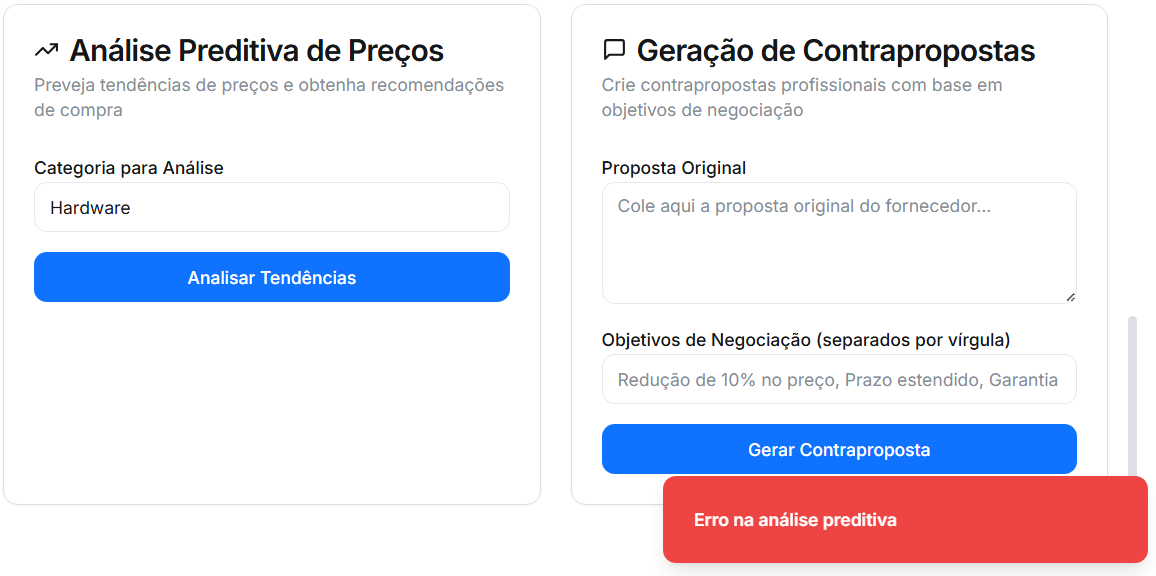 Análise Preditiva de Preços
Preveja tendências de preços e obtenha recomendações
de compra
Categoria para Análise
Hardware
Analisar Tendências
Geração de Contrapropostas
Crie contrapropostas profissionais com base em
objetivos de negociação
Proposta Original
Cole aqui a proposta original do fornecedor...
Objetivos de Negociação (separados por vírgula)
Redução de 10% no preço, Prazo estendido, Garantia
Gerar Contraproposta
Erro na análise preditiva